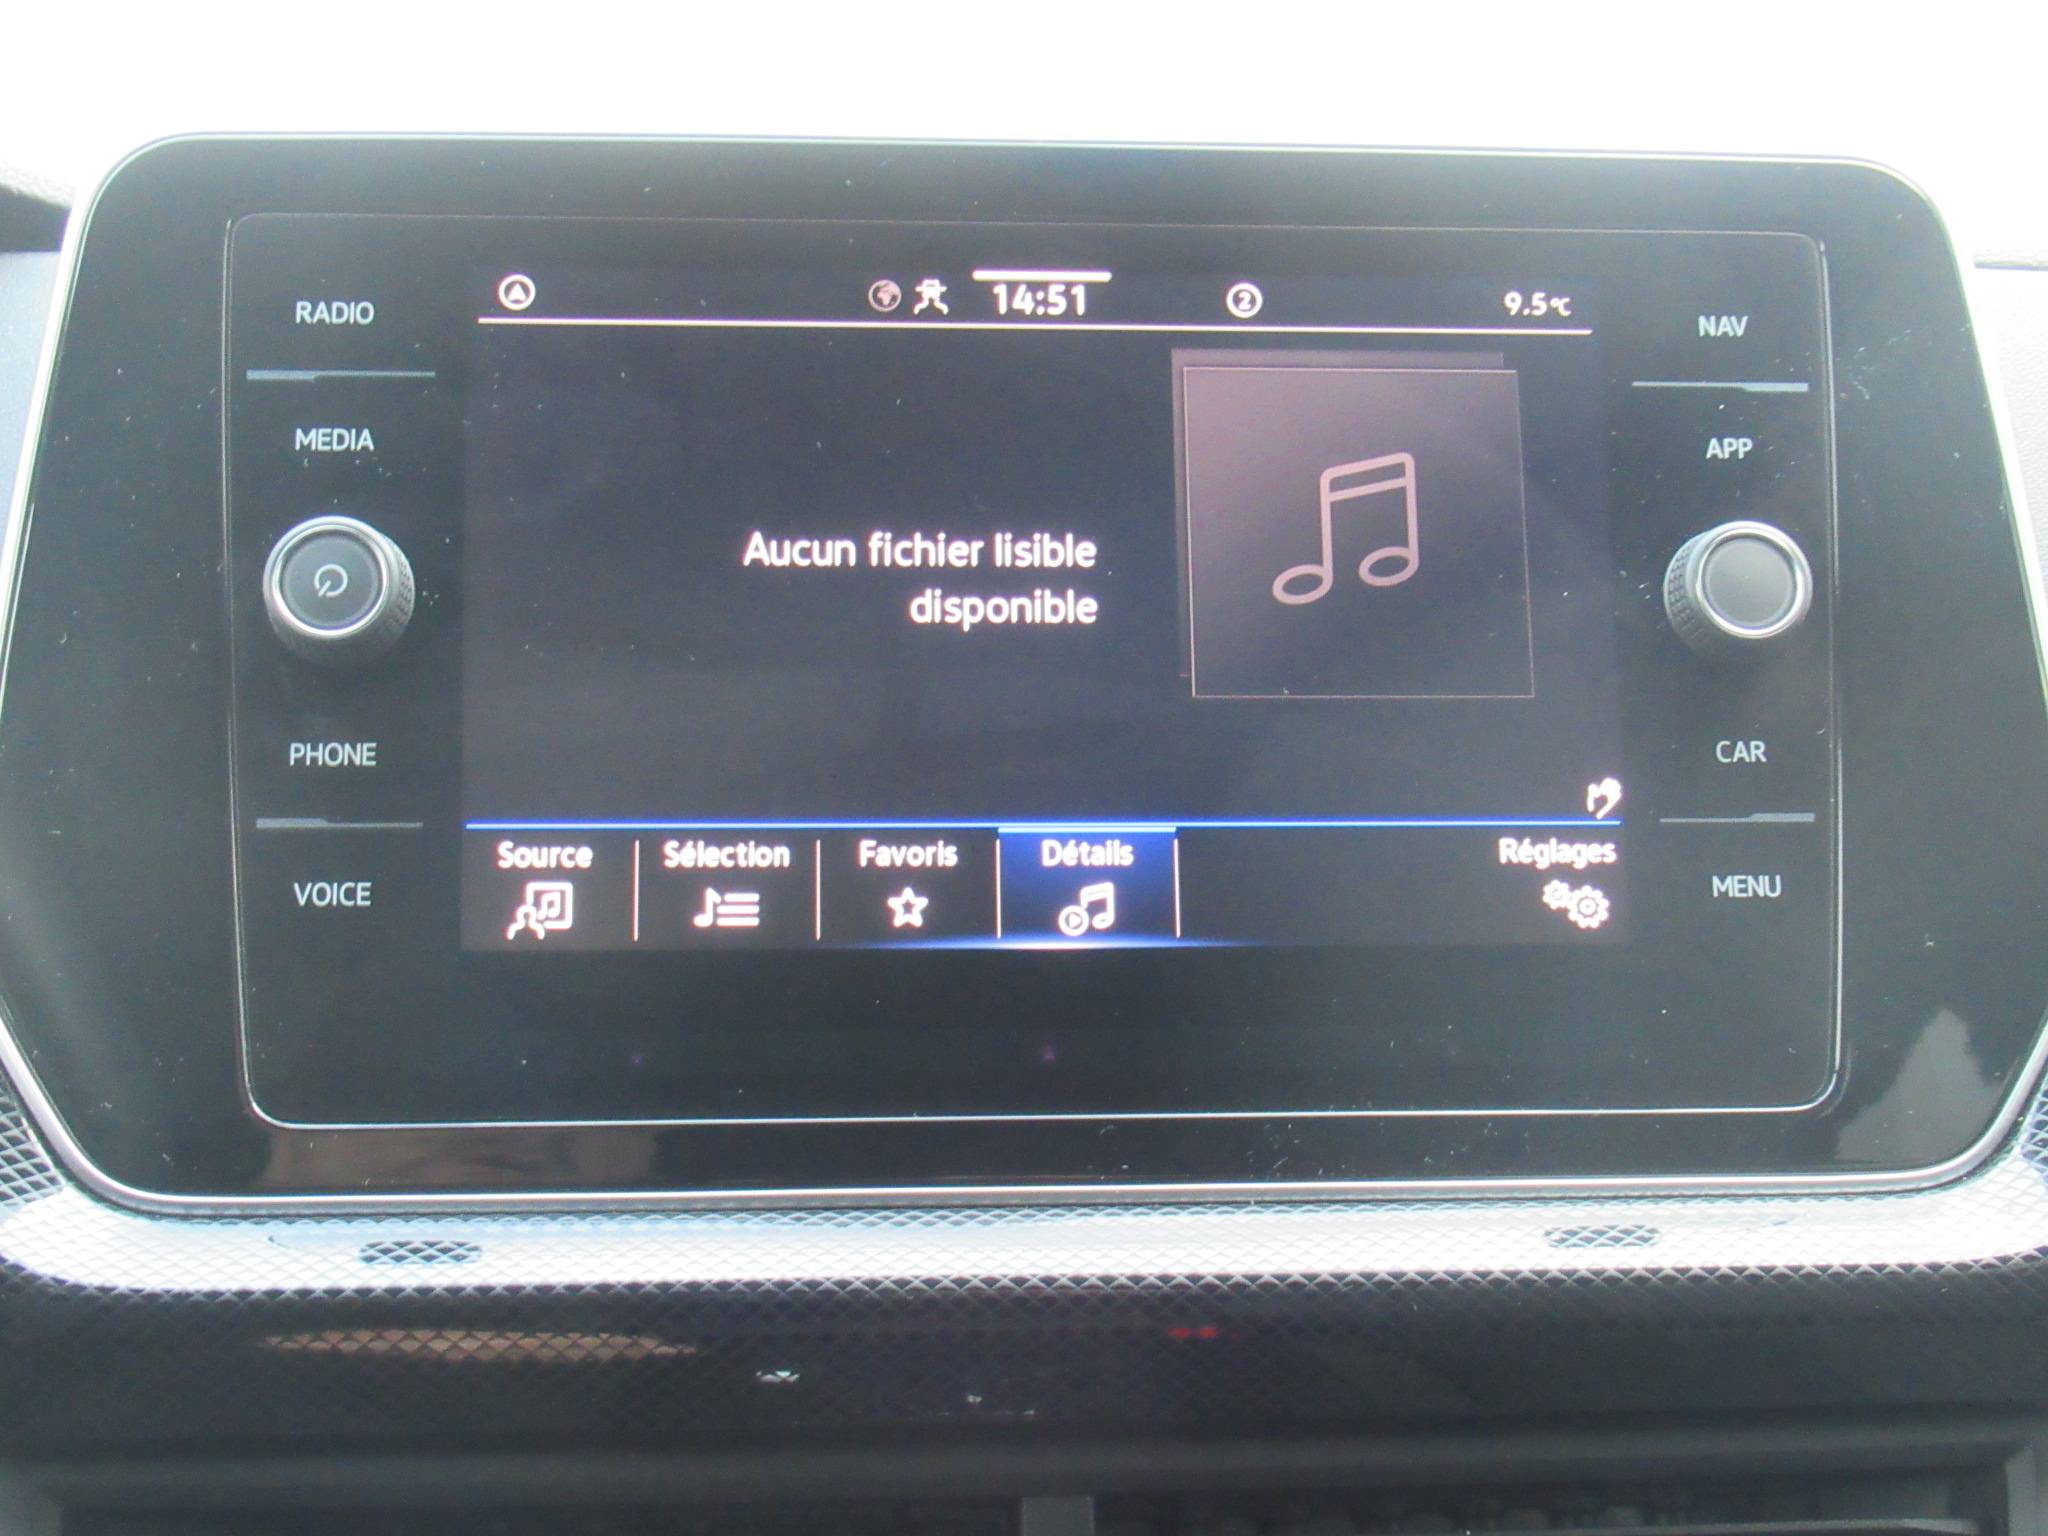 RADIO
MEDIA
PHONE
VOICE
14:51
2
9.5°C
Aucun fichier lisible
disponible
Source
Sélection
Favoris
Détails
Réglages
NAV
APP
CAR
MENU